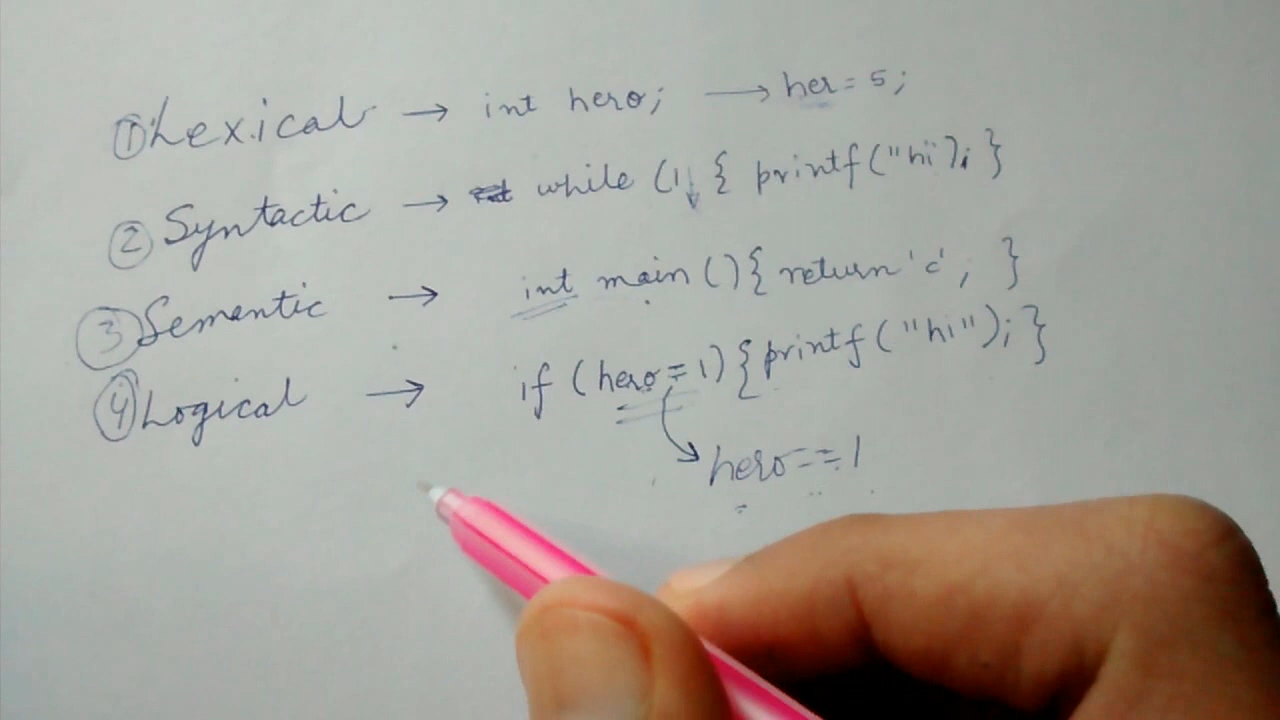 ① Lexical → int hero; → her = 5;
② Syntactic → while (1 { printf("hi"); }
③ Semantic → int main(){ return 'c'; }
④ Logical → if (hero=1){printf("hi");}
hero==1